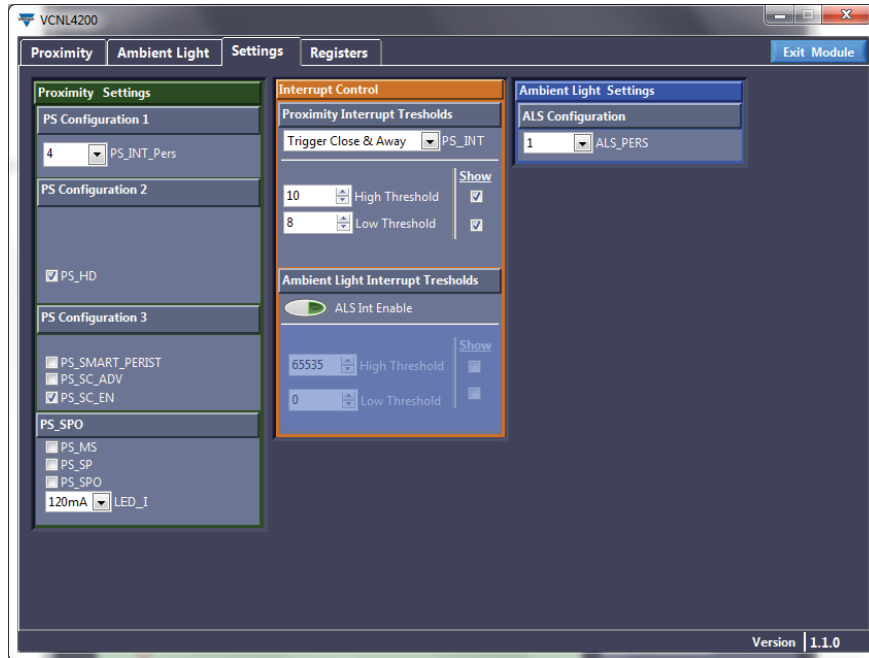 VCNL4200
Proximity Ambient Light Settings Registers Exit Module
Proximity Settings
PS Configuration 1
4 PS_INT_Pers
PS Configuration 2
PS_HD
PS Configuration 3
PS_SMART_PERIST
PS_SC_ADV
PS_SC_EN
PS_SPO
PS_MS
PS_SP
PS_SPO
120mA LED_I
Interrupt Control
Proximity Interrupt Tresholds
Trigger Close & Away PS_INT
Show
10 High Threshold
8 Low Threshold
Ambient Light Interrupt Tresholds
ALS Int Enable
Show
65535 High Threshold
0 Low Threshold
Ambient Light Settings
ALS Configuration
1 ALS_PERS
Version 1.1.0